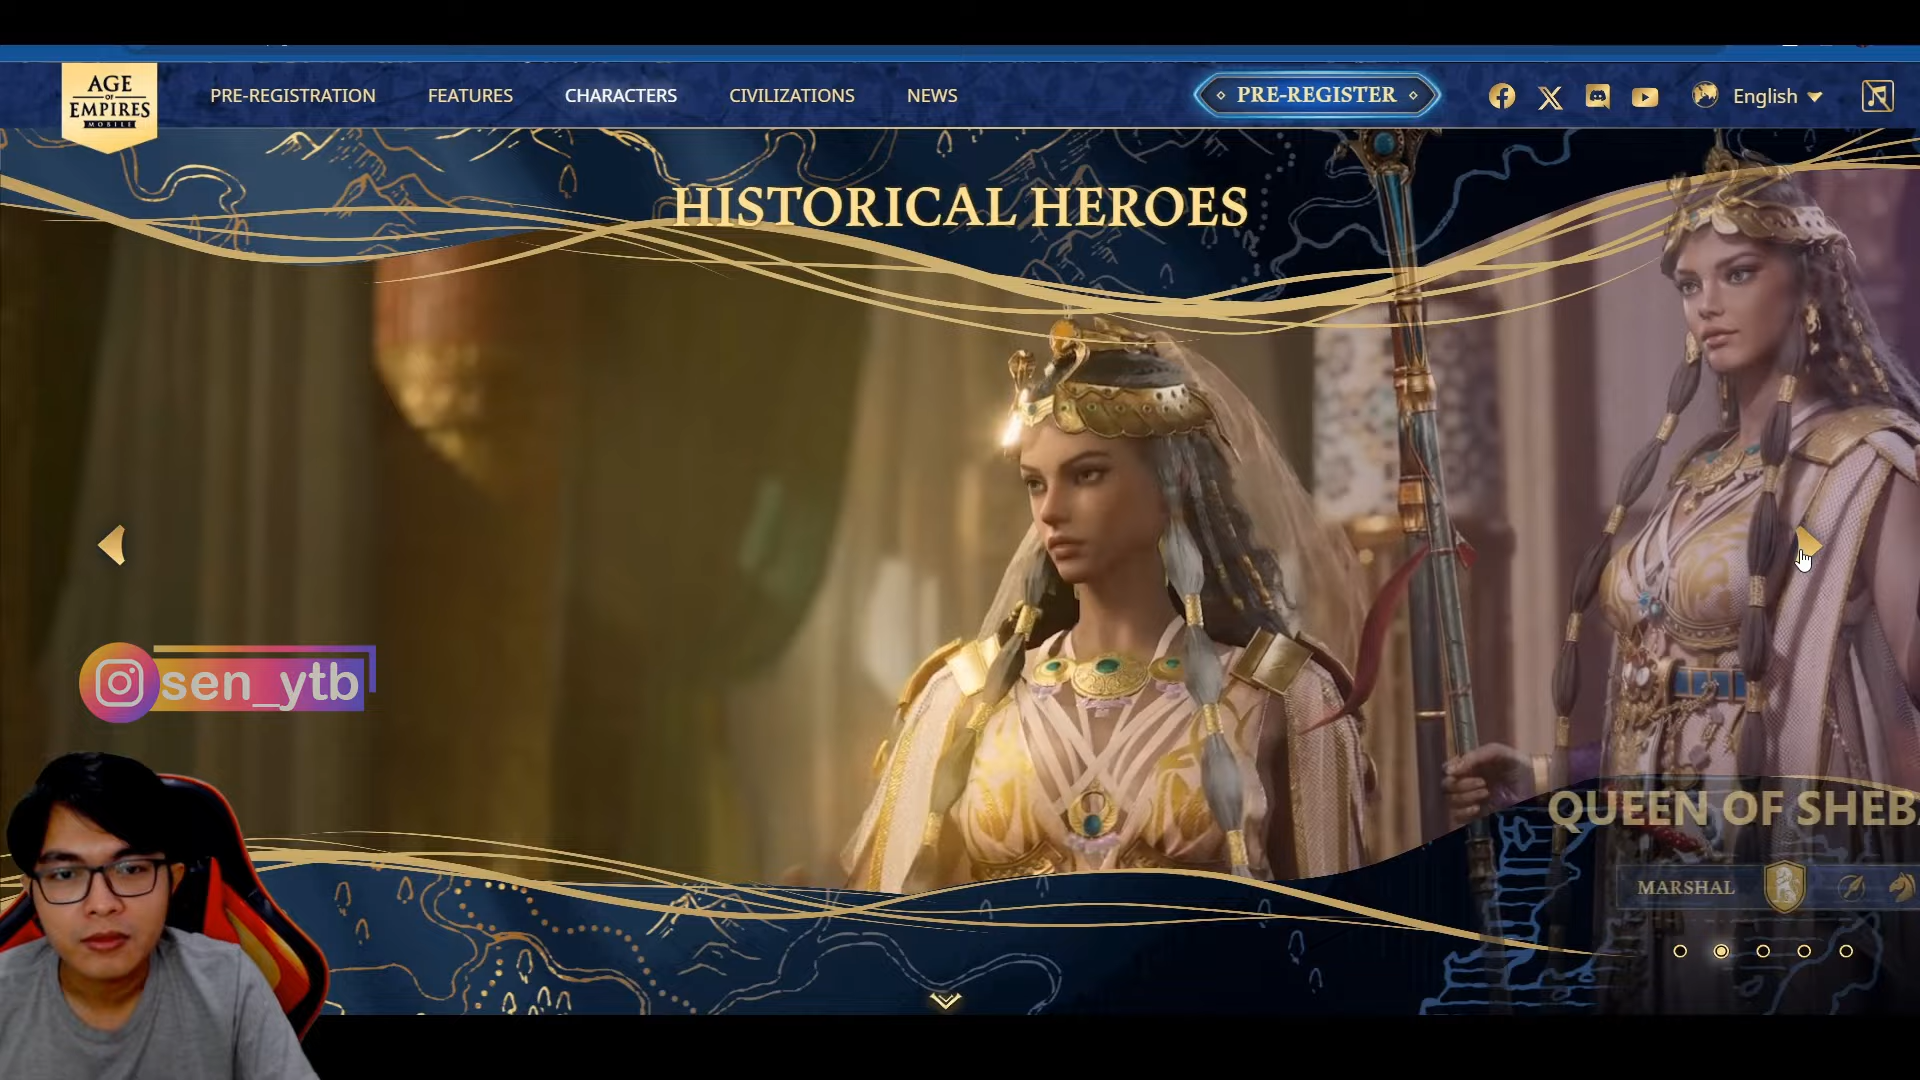 AGE
OF
EMPIRES
MOBILE
PRE-REGISTRATION
FEATURES
CHARACTERS
CIVILIZATIONS
NEWS
PRE-REGISTER
English
HISTORICAL HEROES
sen_ytb
QUEEN OF SHEBA
MARSHAL